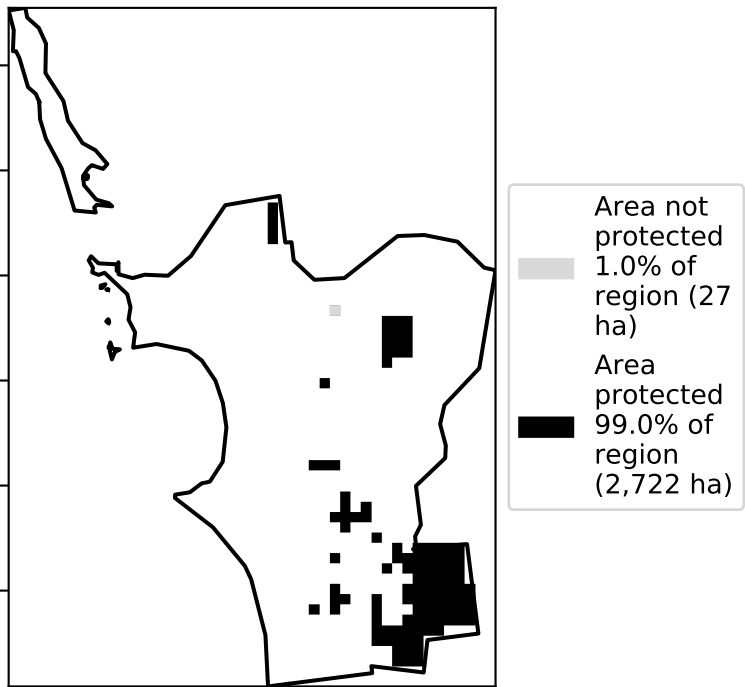 Area not
protected
1.0% of
region (27
ha)
Area
protected
99.0% of
region
(2,722 ha)